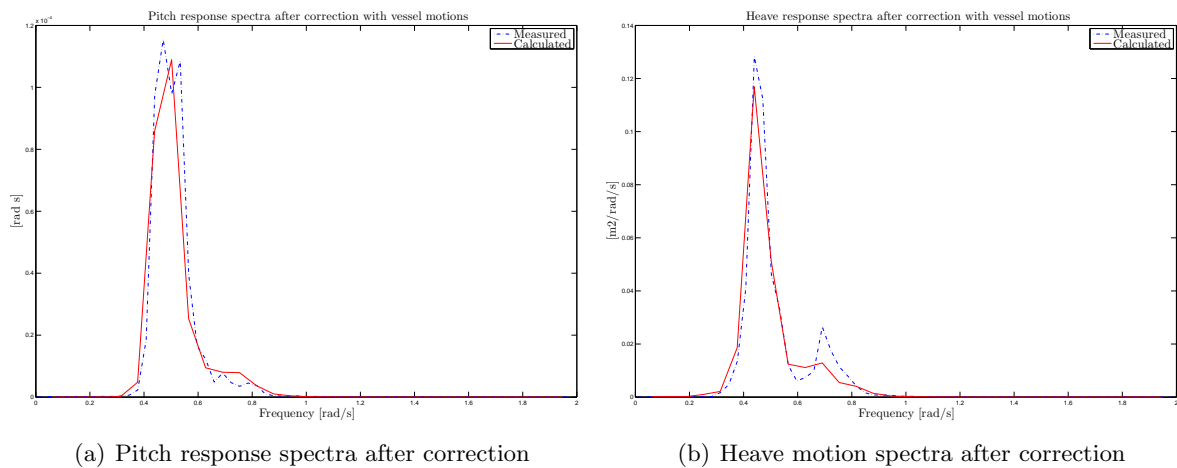 Pitch response spectra after correction with vessel motions
x 10⁻⁴
1.2
1
0.8
0.6
0.4
0.2
0
[rad s]
Measured
Calculated
0 0.2 0.4 0.6 0.8 1 1.2 1.4 1.6 1.8 2
Frequency [rad/s]
(a) Pitch response spectra after correction
Heave motion spectra after correction with vessel motions
0.14
0.12
0.1
0.08
0.06
0.04
0.02
0
[m2/rad/s]
Measured
Calculated
0 0.2 0.4 0.6 0.8 1 1.2 1.4 1.6 1.8 2
Frequency [rad/s]
(b) Heave motion spectra after correction